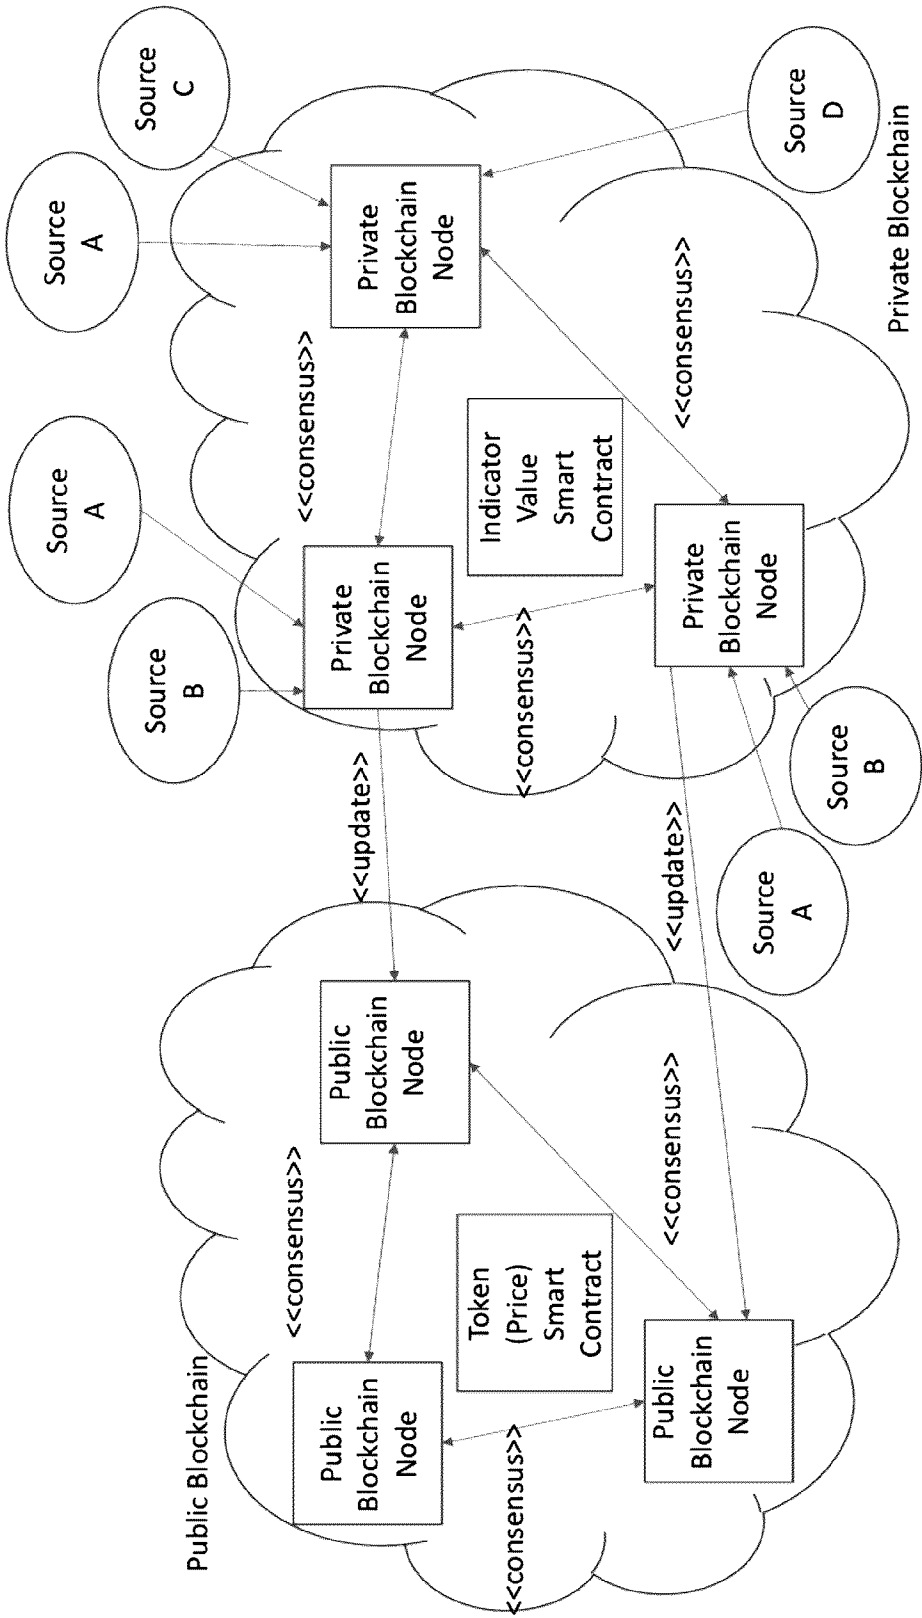 Public Blockchain
<<consensus>>
Public
Blockchain
Node
Public
Blockchain
Node
Token
(Price)
Smart
Contract
<<consensus>>
<<consensus>>
Public
Blockchain
Node
<<update>>
<<update>>
Source
B
Source
A
Source
A
Source
C
<<consensus>>
Private
Blockchain
Node
Private
Blockchain
Node
Indicator
Value
Smart
Contract
<<consensus>>
<<consensus>>
Private
Blockchain
Node
Source
A
Source
B
Source
D
Private Blockchain